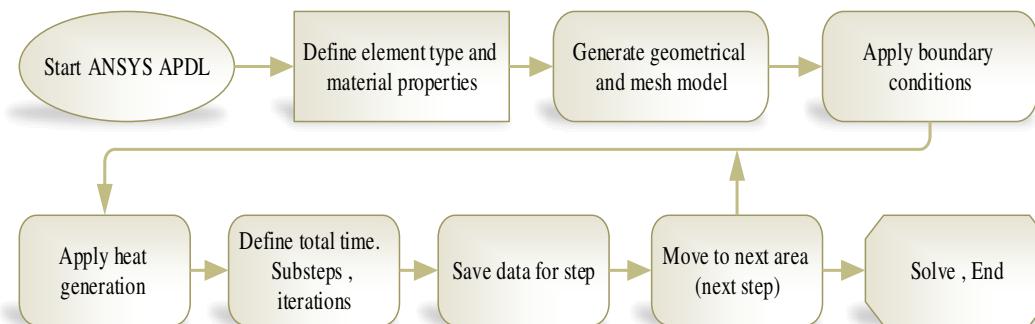 Start ANSYS APDL
Define element type and
material properties
Generate geometrical
and mesh model
Apply boundary
conditions
Apply heat
generation
Define total time.
Substeps ,
iterations
Save data for step
Move to next area
(next step)
Solve , End